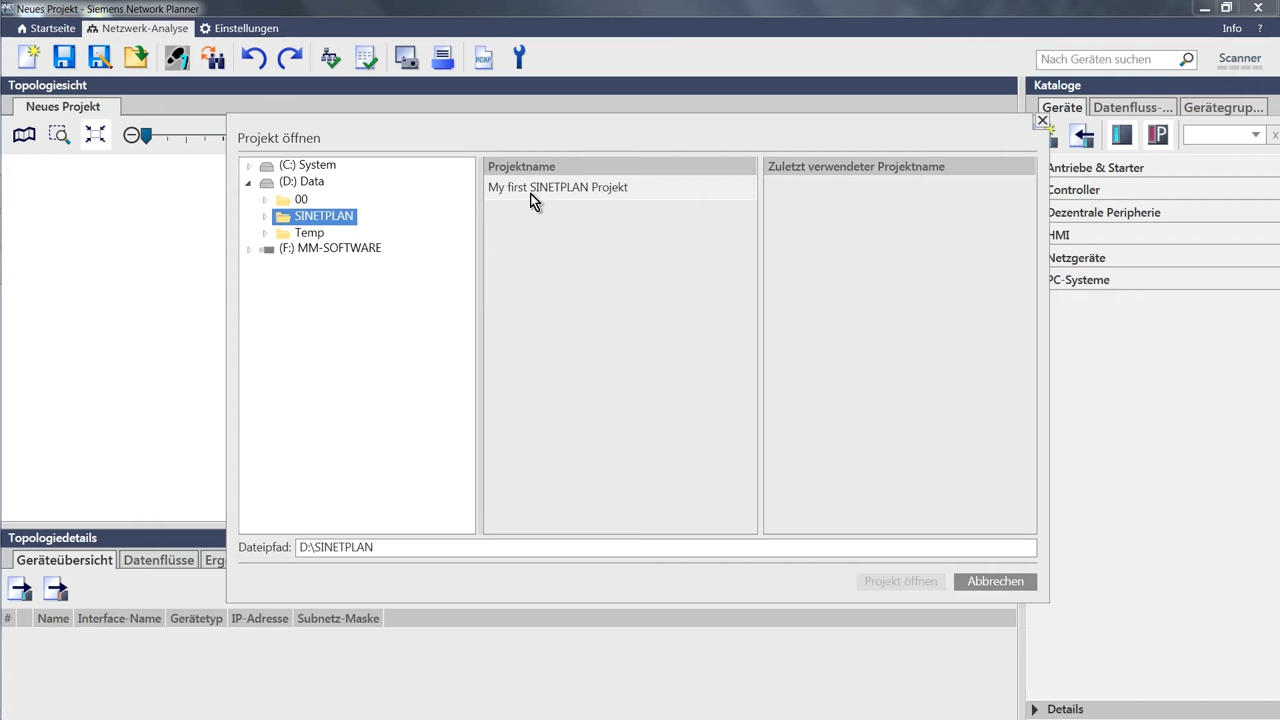 Neues Projekt - Siemens Network Planner
Startseite Netzwerk-Analyse Einstellungen Info ?
PCAP Nach Geräten suchen Scanner
Topologiesicht Kataloge
Neues Projekt Geräte Datenfluss-... Gerätegrup...
Projekt öffnen
P x
(C:) System Projektname Zuletzt verwendeter Projektname Antriebe & Starter
(D:) Data My first SINETPLAN Projekt Controller
00
SINETPLAN Dezentrale Peripherie
Temp HMI
(F:) MM-SOFTWARE Netzgeräte
PC-Systeme
Topologiedetails
Dateipfad: D:\SINETPLAN
Geräteübersicht Datenflüsse Erg
Projekt öffnen Abbrechen
# Name Interface-Name Gerätetyp IP-Adresse Subnetz-Maske
Details